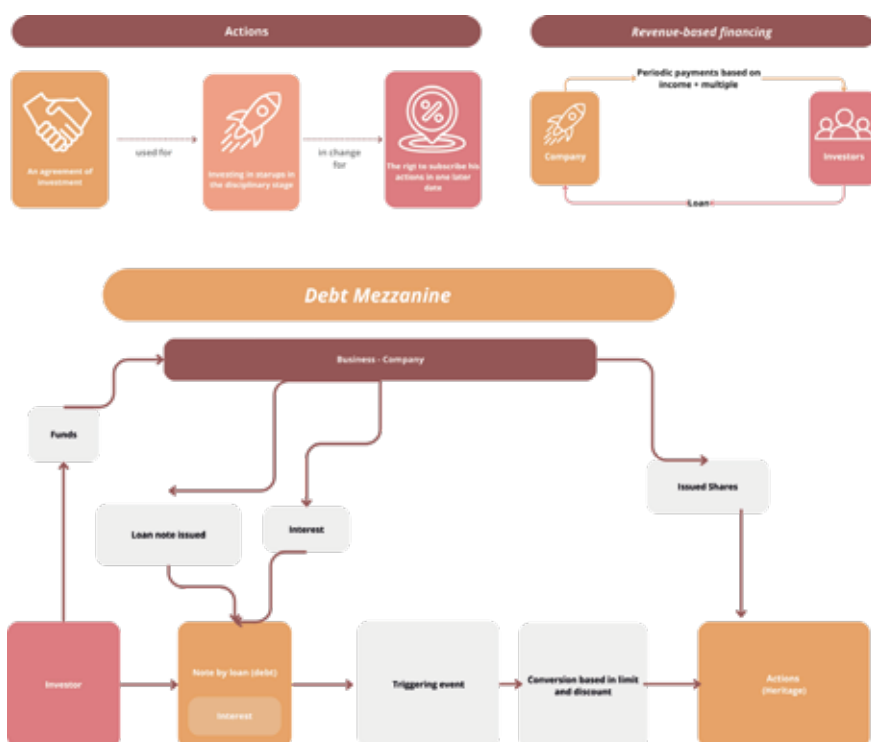 Actions
An agreement of
investment
used for
Investing in starups in
the disciplinary stage
in change
for
The rigt to subscribe his
actions in one later
date
Revenue-based financing
Periodic payments based on
income + multiple
Company
Investors
Loan
Debt Mezzanine
Business - Company
Funds
Loan note issued
Interest
Issued Shares
Investor
Note by loan (debt)
Interest
Triggering event
Conversion based in limit
and discount
Actions
(Heritage)